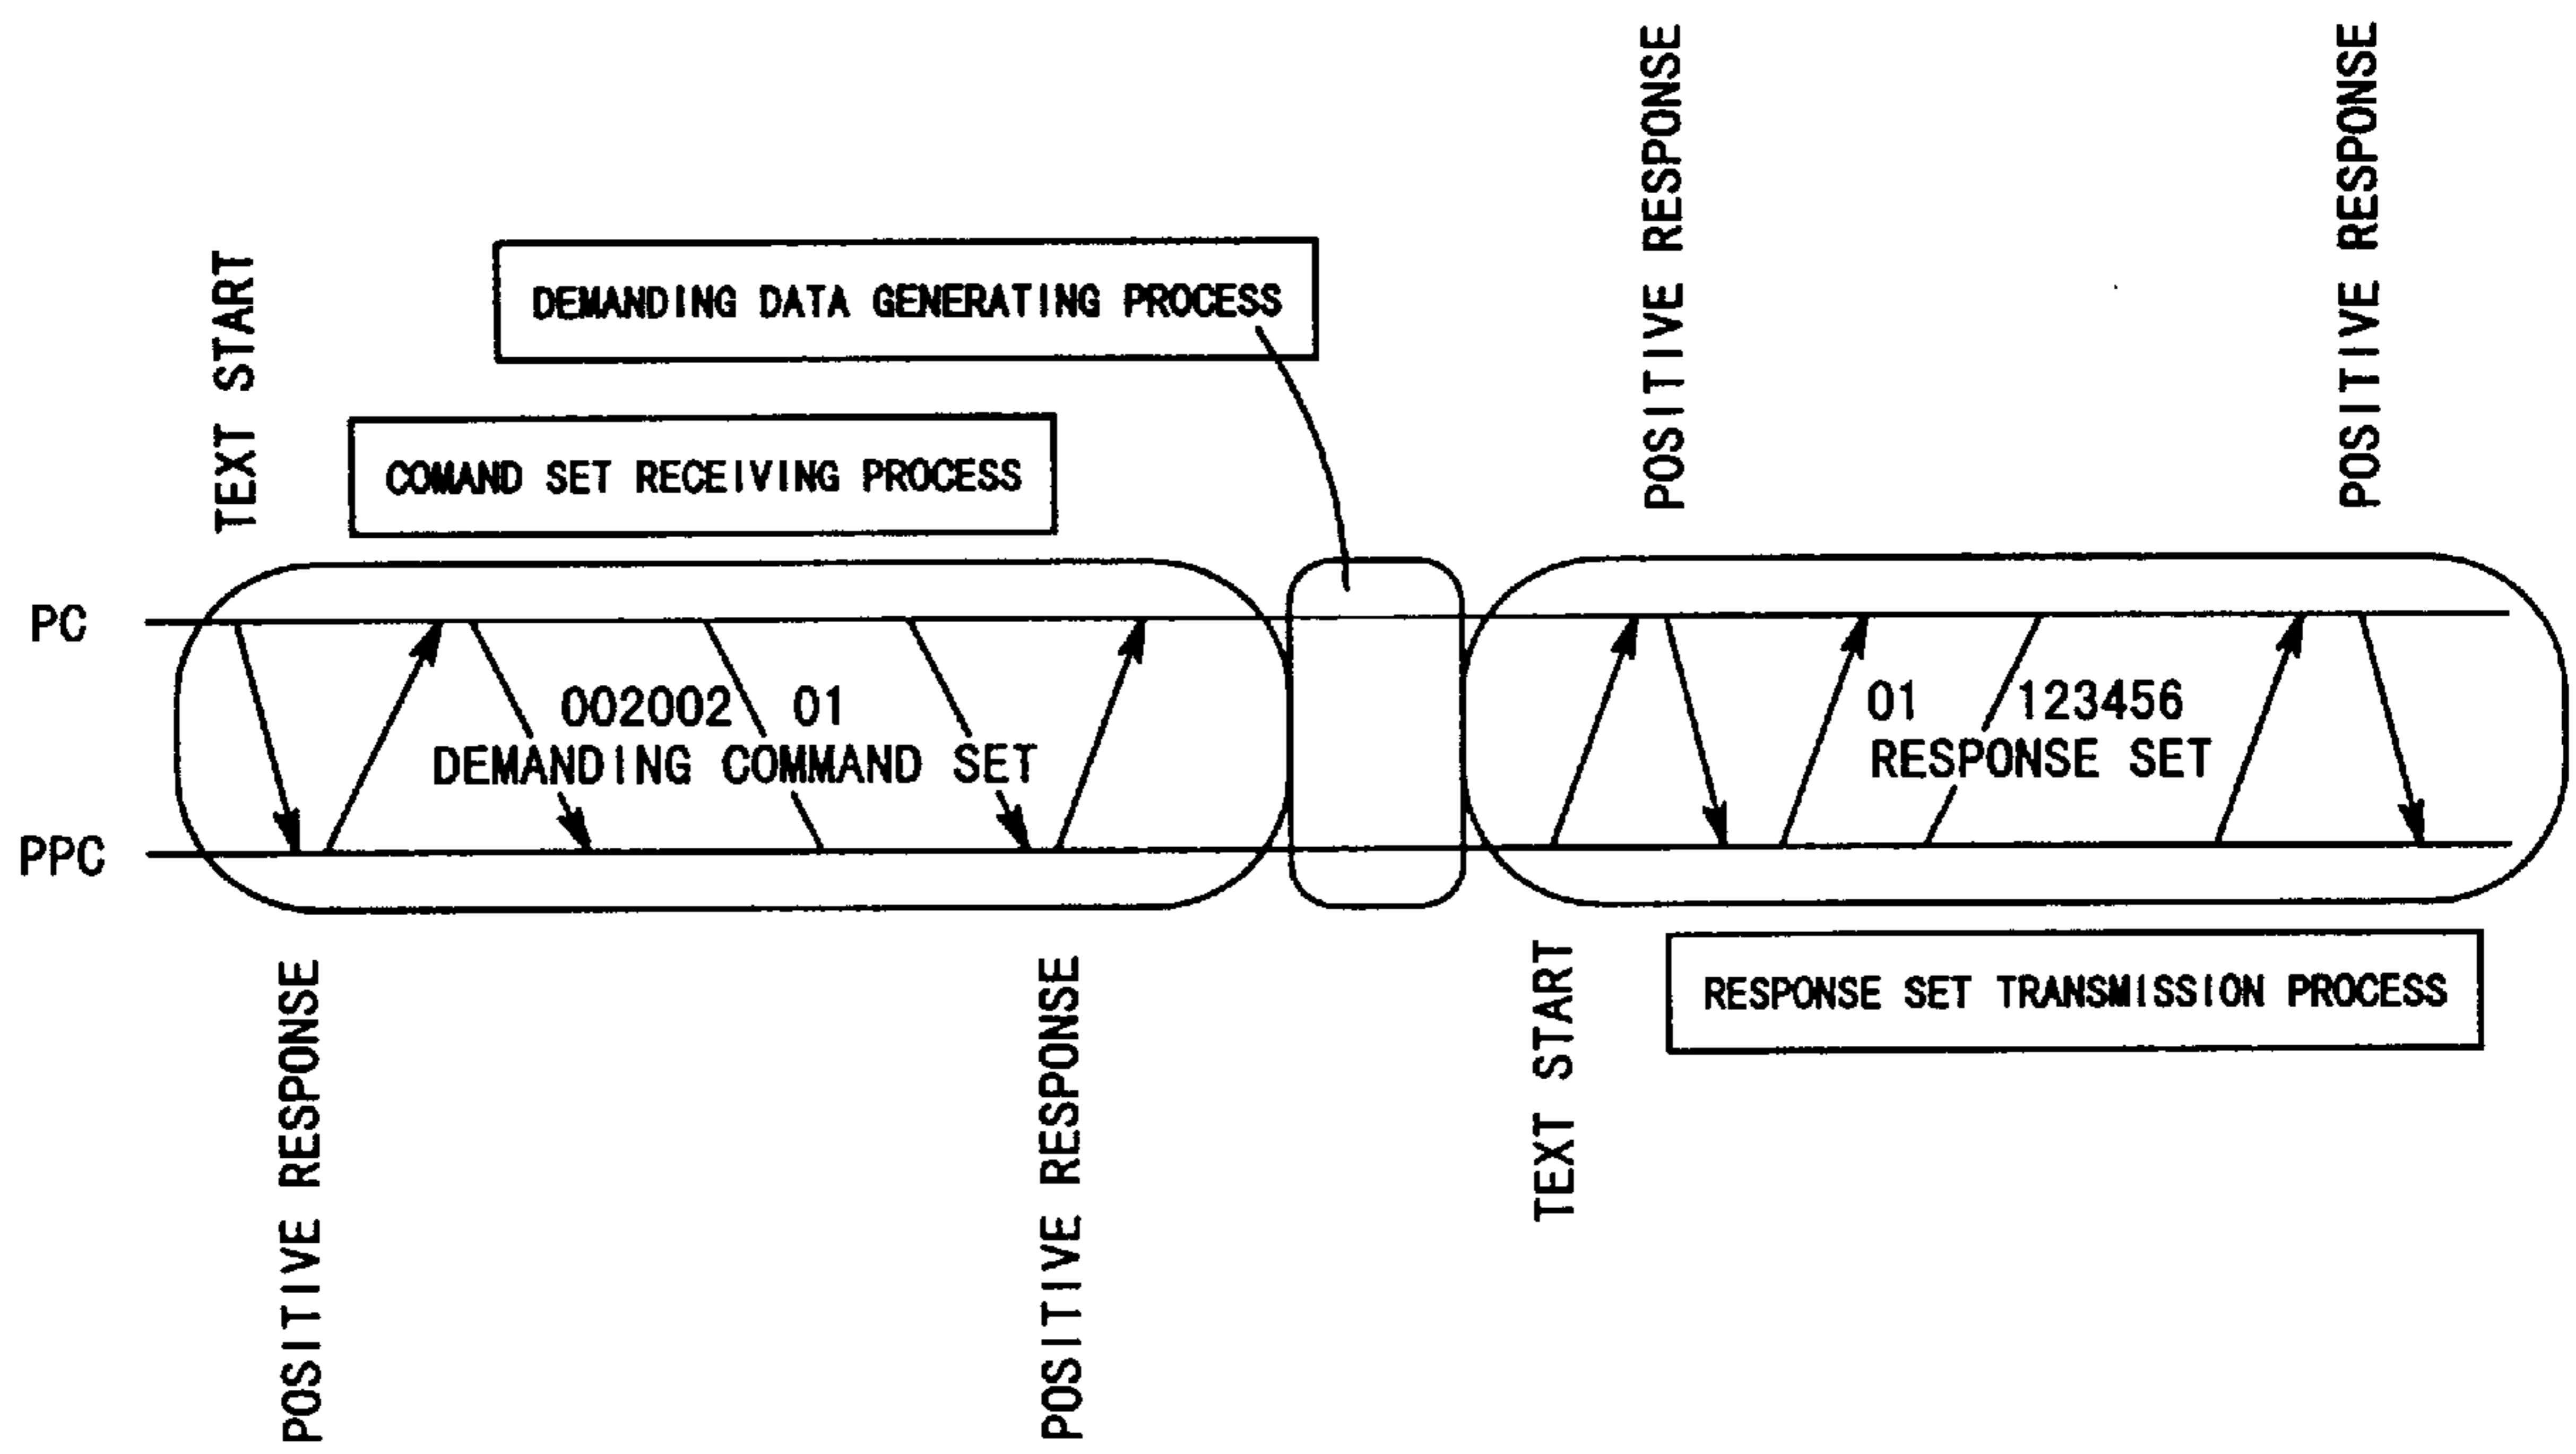 POSITIVE RESPONSE
POSITIVE RESPONSE
TEXT START
DEMANDING DATA GENERATING PROCESS
COMAND SET RECEIVING PROCESS
PC
002002 01
DEMANDING COMMAND SET
01 123456
RESPONSE SET
PPC
POSITIVE RESPONSE
POSITIVE RESPONSE
TEXT START
RESPONSE SET TRANSMISSION PROCESS